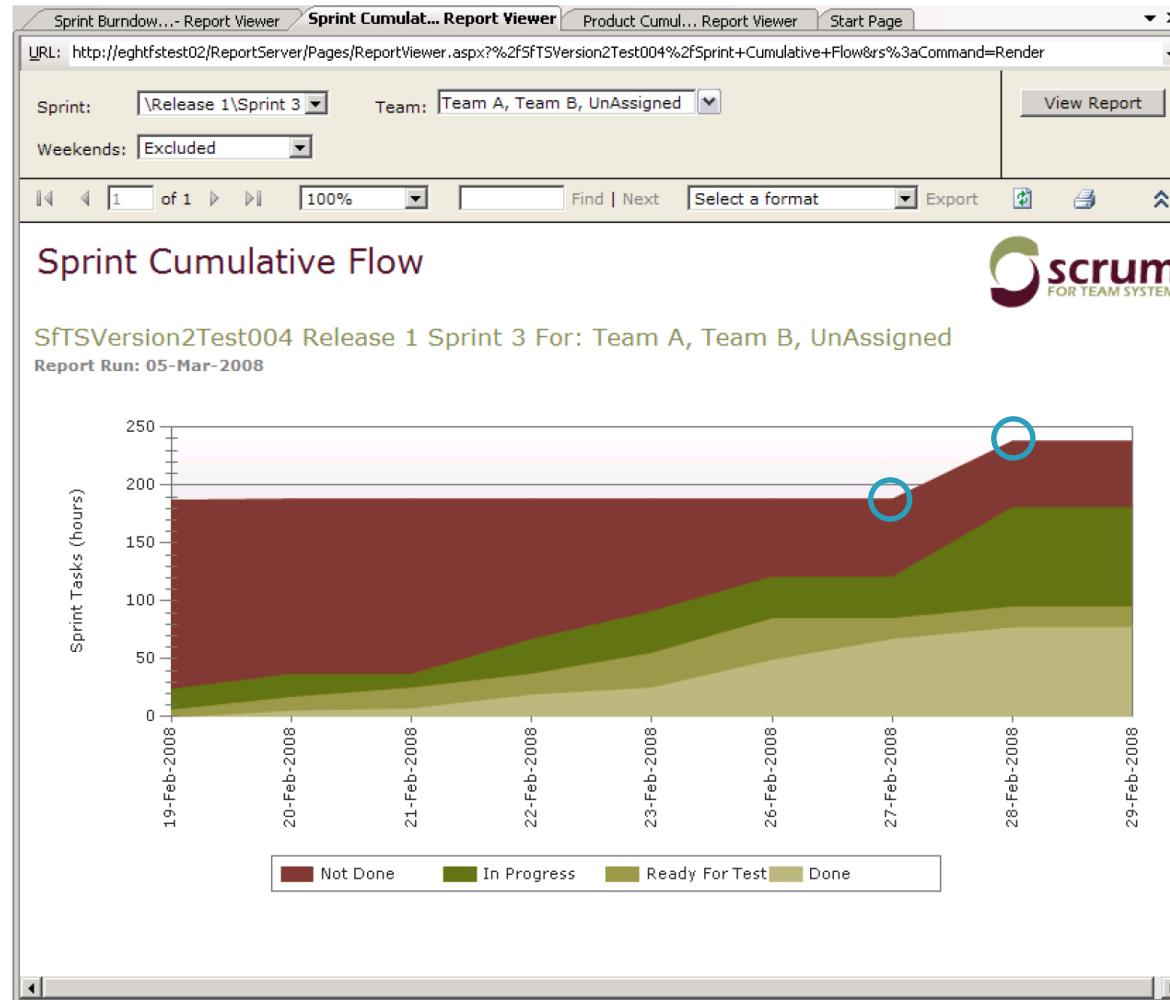 Sprint Burndow...- Report Viewer Sprint Cumulat... Report Viewer Product Cumul... Report Viewer Start Page
URL: http://eghtfstest02/ReportServer/Pages/ReportViewer.aspx?%2fSfTSVersion2Test004%2fSprint+Cumulative+Flow&rs%3aCommand=Render
Sprint: \Release 1\Sprint 3 Team: Team A, Team B, UnAssigned View Report
Weekends: Excluded
1 of 1 100% Find | Next Select a format Export
Sprint Cumulative Flow
scrum
FOR TEAM SYSTEM
SfTSVersion2Test004 Release 1 Sprint 3 For: Team A, Team B, UnAssigned
Report Run: 05-Mar-2008
Sprint Tasks (hours)
250
200
150
100
50
0
19-Feb-2008
20-Feb-2008
21-Feb-2008
22-Feb-2008
23-Feb-2008
26-Feb-2008
27-Feb-2008
28-Feb-2008
29-Feb-2008
Not Done In Progress Ready For Test Done